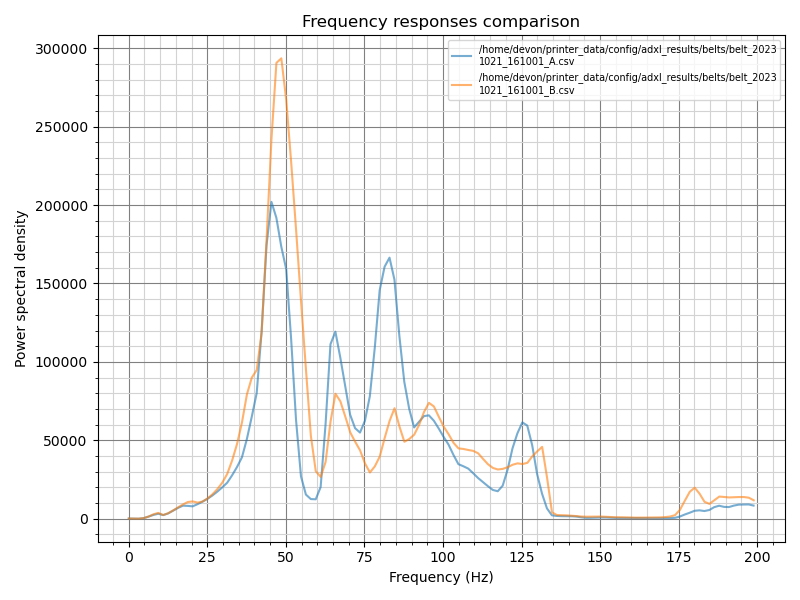 Frequency responses comparison
/home/devon/printer_data/config/adxl_results/belts/belt_2023
1021_161001_A.csv
/home/devon/printer_data/config/adxl_results/belts/belt_2023
1021_161001_B.csv
Power spectral density
300000
250000
200000
150000
100000
50000
0
0 25 50 75 100 125 150 175 200
Frequency (Hz)